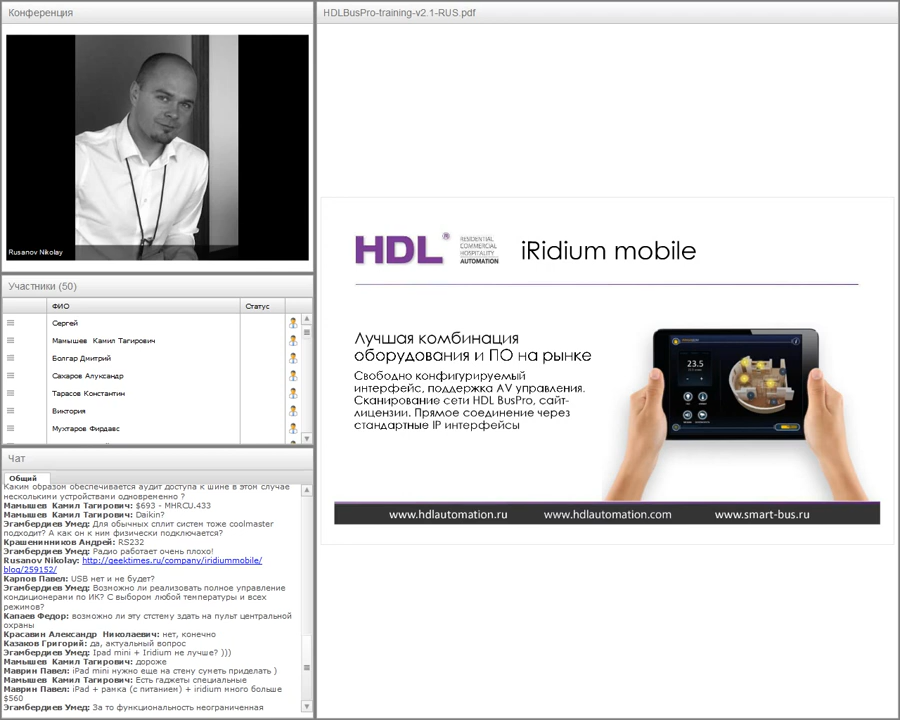 Конференция
Rusanov Nikolay
Участники (50)
ФИО
Статус
Сергей
Мамышев Камил Тагирович
Болгар Дмитрий
Сахаров Алуксандр
Тарасов Константин
Виктория
Мухтаров Фирдавс
Чат
Общий
Каким образом обеспечивается аудит доступа к шине в этом случае
несколькими устройствами одновременно ?
Мамышев Камил Тагирович: $693 - MHRCU.433
Мамышев Камил Тагирович: Daikin?
Эгамбердиев Умед: Для обычных сплит систем тоже coolmaster
подходит? А как он к ним физически подключается?
Крашенинников Андрей: RS232
Эгамбердиев Умед: Радио работает очень плохо!
Rusanov Nikolay: http://geektimes.ru/company/iridiummobile/
blog/259152/
Карпов Павел: USB нет и не будет?
Эгамбердиев Умед: Возможно ли реализовать полное управление
кондиционерами по ИК? С выбором любой температуры и всех
режимов?
Капаев Федор: возможно ли эту стстему здать на пульт центральной
охраны
Красавин Александр Николаевич: нет, конечно
Казаков Григорий: да, актуальный вопрос
Эгамбердиев Умед: Ipad mini + Iridium не лучше? )))
Мамышев Камил Тагирович: дороже
Маврин Павел: iPad mini нужно еще на стену суметь приделать )
Мамышев Камил Тагирович: Есть гаджеты специальные
Маврин Павел: iPad + рамка (с питанием) + iridium много больше
$560
Эгамбердиев Умед: За то функциональность неограниченная
HDLBusPro-training-v2.1-RUS.pdf
HDL®
RESIDENTIAL
COMMERCIAL
HOSPITALITY
AUTOMATION
iRidium mobile
Лучшая комбинация
оборудования и ПО на рынке
Свободно конфигурируемый
интерфейс, поддержка AV управления.
Сканирование сети HDL BusPro, сайт-
лицензии. Прямое соединение через
стандартные IP интерфейсы
23.5
www.hdlautomation.ru
www.hdlautomation.com
www.smart-bus.ru